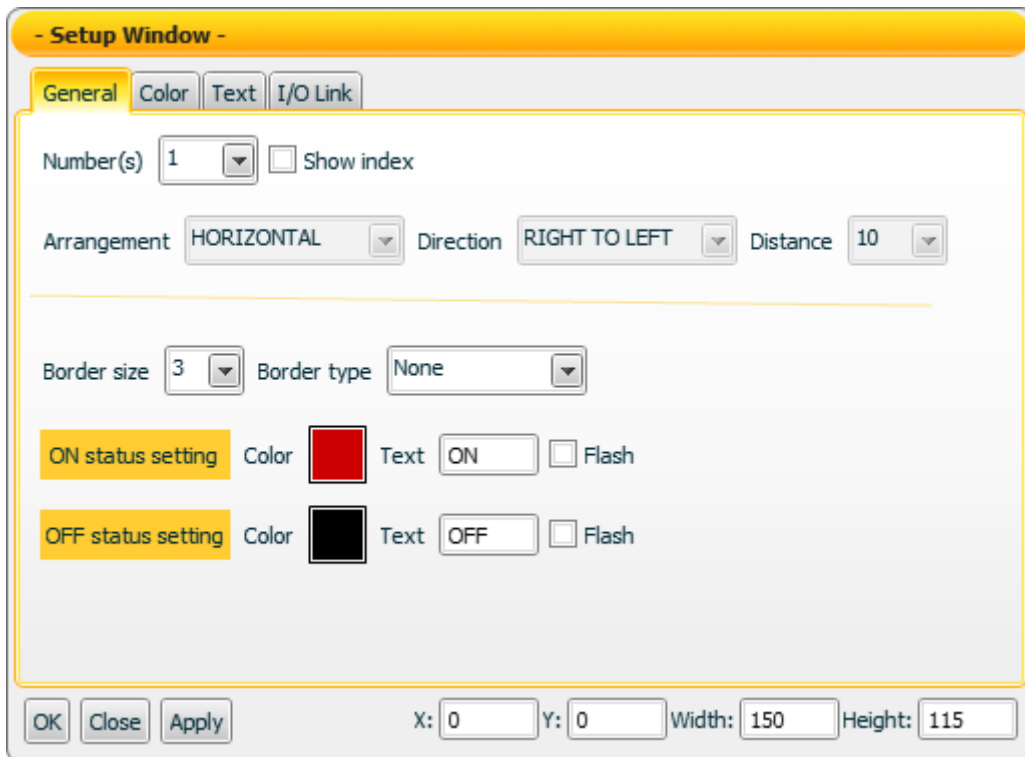 - Setup Window -
General Color Text I/O Link
Number(s) 1 Show index
Arrangement HORIZONTAL Direction RIGHT TO LEFT Distance 10
Border size 3 Border type None
ON status setting Color Text ON Flash
OFF status setting Color Text OFF Flash
OK Close Apply X: 0 Y: 0 Width: 150 Height: 115